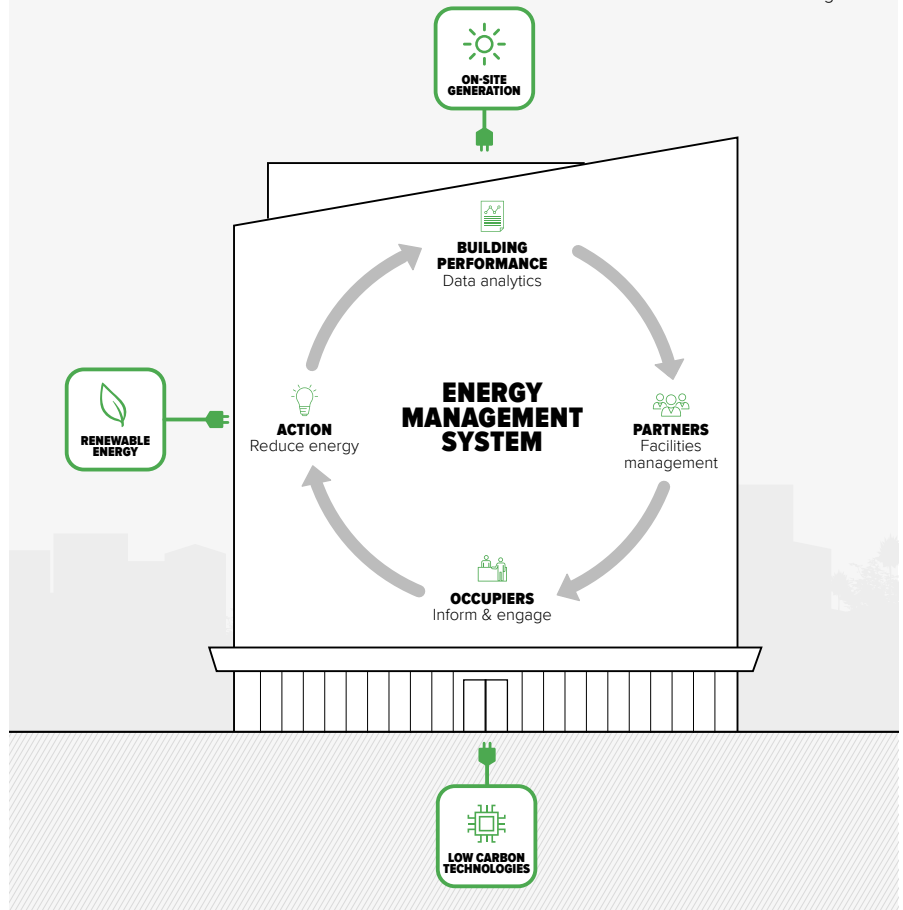 ON-SITE
GENERATION
BUILDING
PERFORMANCE
Data analytics
ENERGY
MANAGEMENT
SYSTEM
RENEWABLE
ENERGY
ACTION
Reduce energy
PARTNERS
Facilities
management
OCCUPIERS
Inform & engage
LOW CARBON
TECHNOLOGIES